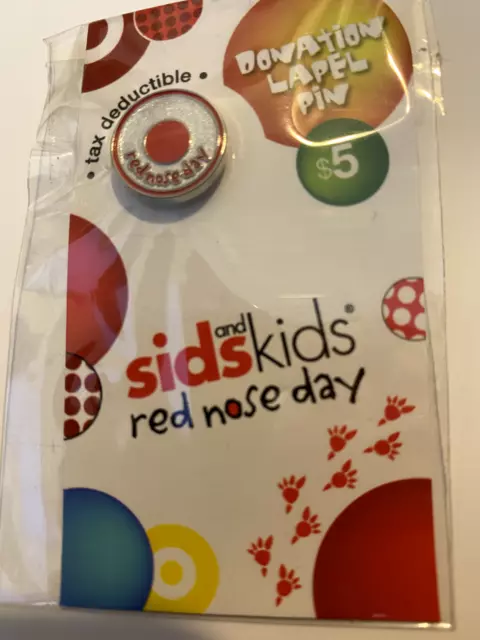 DONATION
LAPEL
PIN
• tax deductible •
red nose day
$5
sids and kids®
red nose day